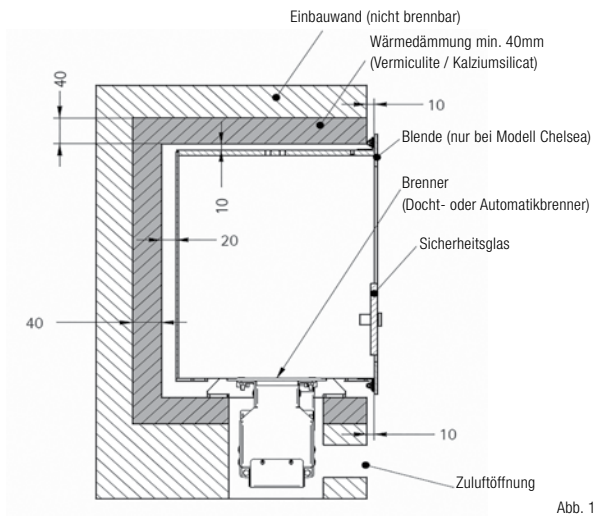 Einbauwand (nicht brennbar)
Wärmedämmung min. 40mm
(Vermiculite / Kalziumsilicat)
40
10
Blende (nur bei Modell Chelsea)
Brenner
(Docht- oder Automatikbrenner)
10
20
Sicherheitsglas
40
10
Zuluftöffnung
Abb. 1